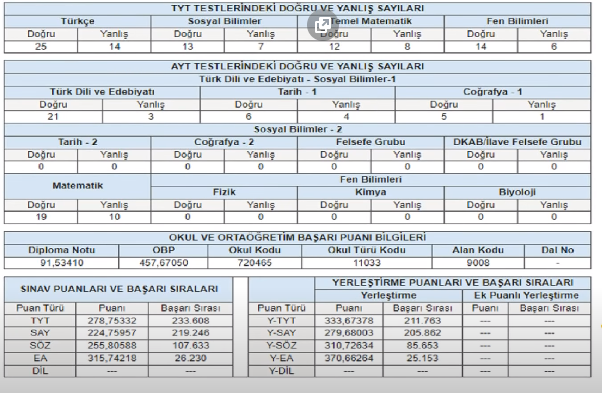 TYT TESTLERİNDEKİ DOĞRU VE YANLIŞ SAYILARI
Türkçe Sosyal Bilimler Temel Matematik Fen Bilimleri
Doğru Yanlış Doğru Yanlış Doğru Yanlış Doğru Yanlış
25 14 13 7 12 8 14 6
AYT TESTLERİNDEKİ DOĞRU VE YANLIŞ SAYILARI
Türk Dili ve Edebiyatı - Sosyal Bilimler-1
Türk Dili ve Edebiyatı Tarih - 1 Coğrafya - 1
Doğru Yanlış Doğru Yanlış Doğru Yanlış
21 3 6 4 5 1
Sosyal Bilimler - 2
Tarih - 2 Coğrafya - 2 Felsefe Grubu DKAB/İlave Felsefe Grubu
Doğru Yanlış Doğru Yanlış Doğru Yanlış Doğru Yanlış
0 0 0 0 0 0 0 0
Matematik Fen Bilimleri
Fizik Kimya Biyoloji
Doğru Yanlış Doğru Yanlış Doğru Yanlış Doğru Yanlış
19 10 0 0 0 0 0 0
OKUL VE ORTAÖĞRETİM BAŞARI PUANI BİLGİLERİ
Diploma Notu OBP Okul Kodu Okul Türü Kodu Alan Kodu Dal No
91,53410 457,67050 720465 11033 9008 -
SINAV PUANLARI VE BAŞARI SIRALARI
Puan Türü Puanı Başarı Sırası
TYT 278,75332 233.608
SAY 224,75957 219.246
SÖZ 255,80588 107.633
EA 315,74218 26.230
DİL --- ---
YERLEŞTİRME PUANLARI VE BAŞARI SIRALARI
Yerleştirme Ek Puanlı Yerleştirme
Puan Türü Puanı Başarı Sırası Puanı Başarı Sırası
Y-TYT 333,67378 211.763 --- ---
Y-SAY 279,68003 205.862 --- ---
Y-SÖZ 310,72634 85.653 --- ---
Y-EA 370,66264 25.153 --- ---
Y-DİL --- --- --- ---